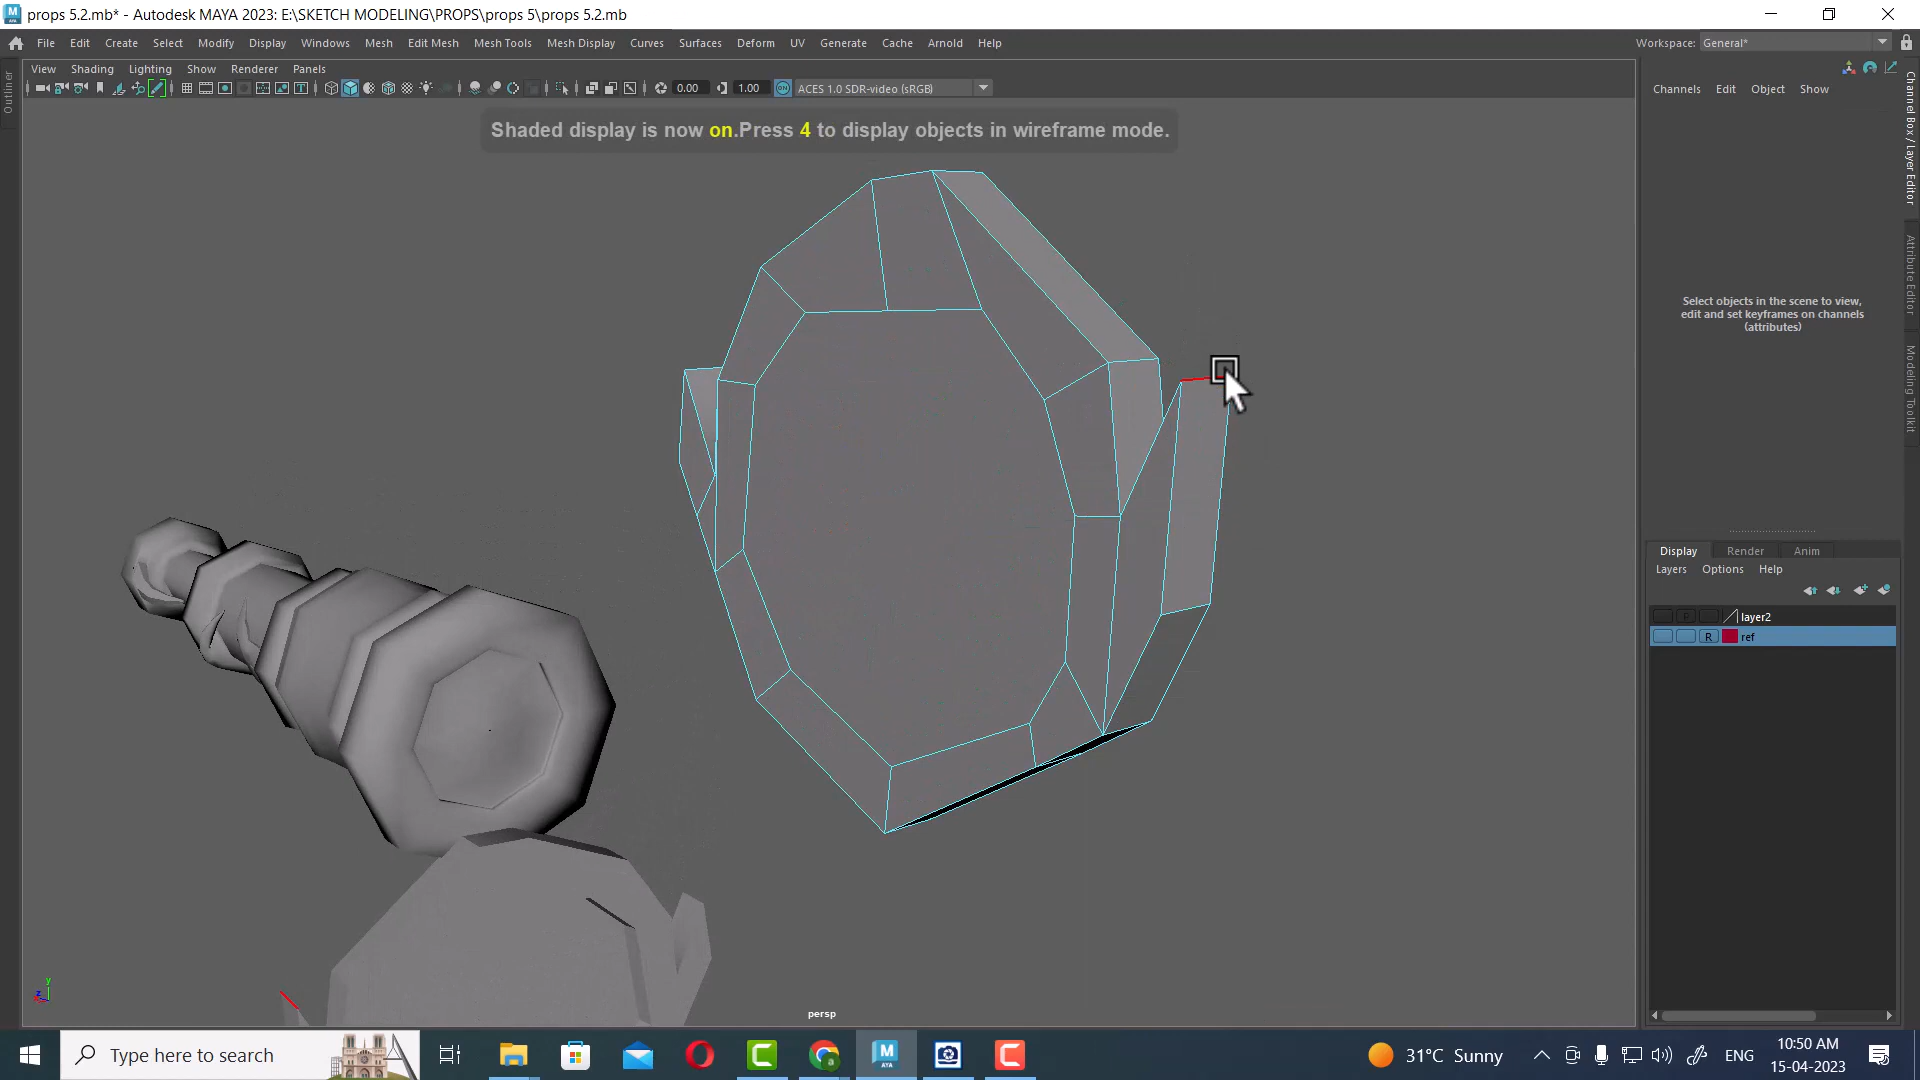 props 5.2.mb* - Autodesk MAYA 2023: E:\SKETCH MODELING\PROPS\props 5\props 5.2.mb
File Edit Create Select Modify Display Windows Mesh Edit Mesh Mesh Tools Mesh Display Curves Surfaces Deform UV Generate Cache Arnold Help
Workspace: General*
View Shading Lighting Show Renderer Panels
0.00 1.00 ACES 1.0 SDR-video (sRGB)
Shaded display is now on.Press 4 to display objects in wireframe mode.
Outliner
Channels Edit Object Show
Channel Box / Layer Editor
Attribute Editor
Modeling Toolkit
Select objects in the scene to view,
edit and set keyframes on channels
(attributes)
Display Render Anim
Layers Options Help
P layer2
R ref
y
z
persp
Type here to search
MAYA
31°C Sunny
ENG
10:50 AM
15-04-2023